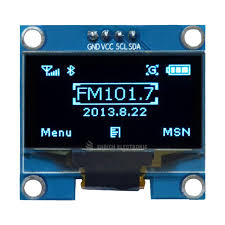 GND VCC SCL SDA
FM101.7
2013.8.22
Menu MSN